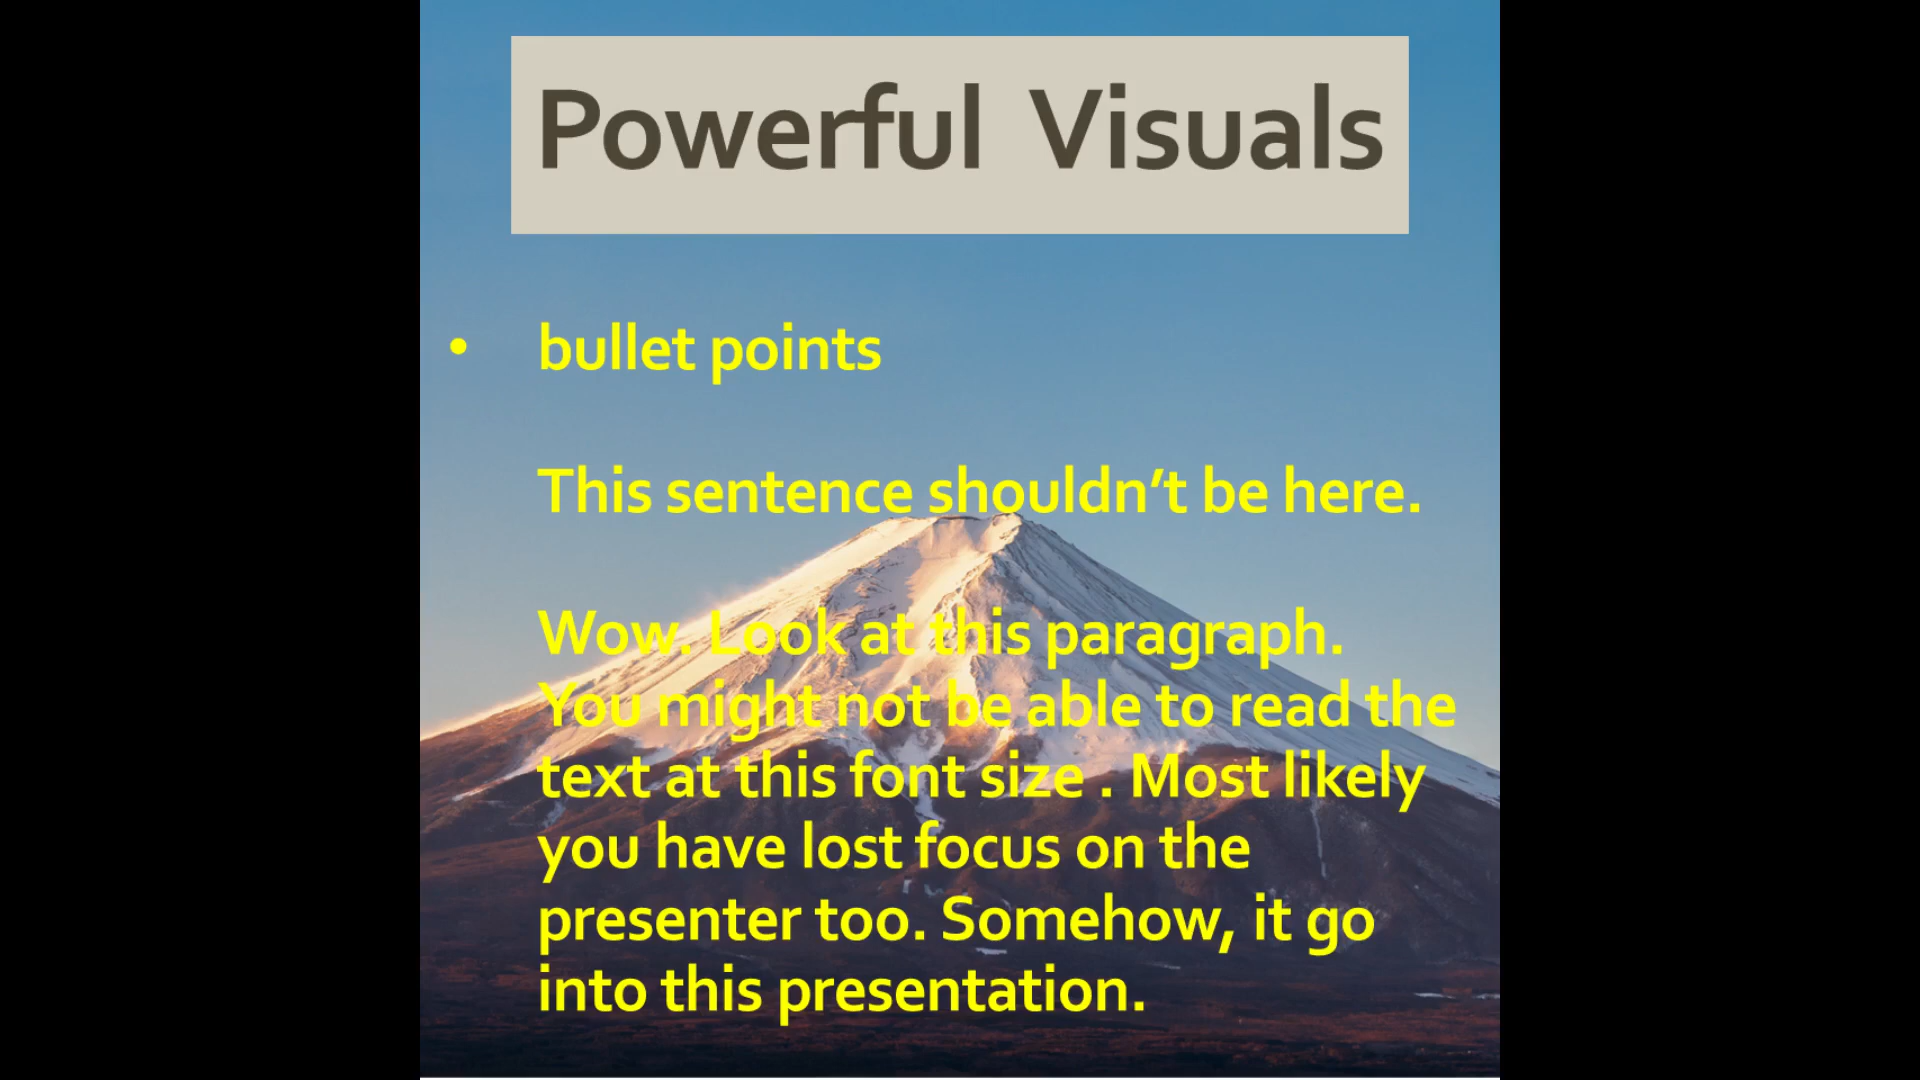 Powerful Visuals
• bullet points
This sentence shouldn’t be here.
Wow. Look at this paragraph.
You might not be able to read the
text at this font size . Most likely
you have lost focus on the
presenter too. Somehow, it go
into this presentation.